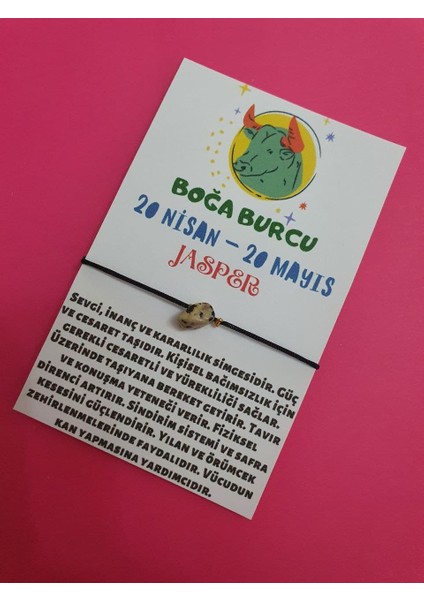 BOĞA BURCU
20 NİSAN – 20 MAYIS
JASPER
SEVGİ, İNANÇ VE KARARLILIK SİMGESİDİR. GÜÇ
VE CESARET TAŞIDIR. KİŞİSEL BAĞIMSIZLIK İÇİN
GEREKLİ CESARETLİ VE YÜREKLİLİĞİ SAĞLAR.
ÜZERİNDE TAŞIYANA BEREKET GETİRİR. TAVIR
VE KONUŞMA YETENEĞİ VERİR. FİZİKSEL
DİRENCİ ARTIRIR. SİNDİRİM SİSTEMİ VE SAFRA
KESESİNİ GÜÇLENDİRİR. YILAN VE ÖRÜMCEK
ZEHİRLENMELERİNDE FAYDALIDIR. VÜCUDUN
KAN YAPMASINA YARDIMCIDIR.